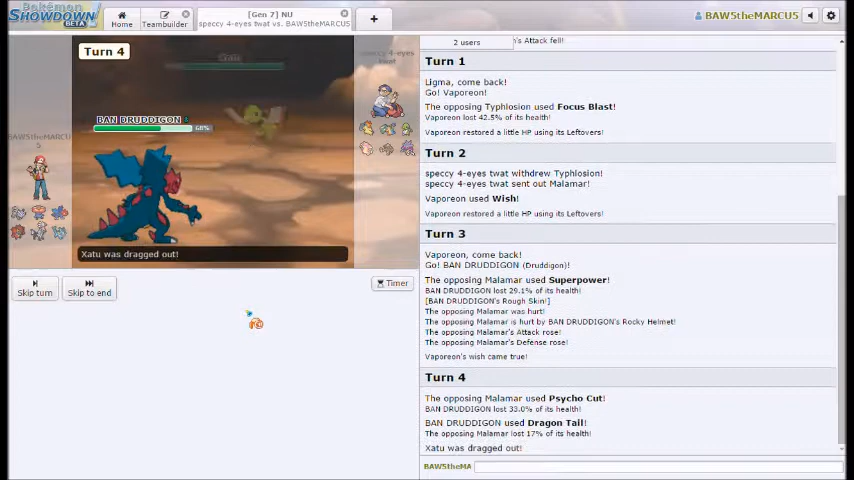 Pokémon
SHOWDOWN
BETA
Home
Teambuilder
[Gen 7] NU
speccy 4-eyes twat vs. BAW5theMARCUS
BAW5theMARCUS
Turn 4
Xatu
BAN DRUDDIGON
68%
BAW5theMARCU
S
speccy 4-eyes
twat
Xatu was dragged out!
Skip turn
Skip to end
Timer
2 users
's Attack fell!
Turn 1
Ligma, come back!
Go! Vaporeon!
The opposing Typhlosion used Focus Blast!
Vaporeon lost 42.5% of its health!
Vaporeon restored a little HP using its Leftovers!
Turn 2
speccy 4-eyes twat withdrew Typhlosion!
speccy 4-eyes twat sent out Malamar!
Vaporeon used Wish!
Vaporeon restored a little HP using its Leftovers!
Turn 3
Vaporeon, come back!
Go! BAN DRUDDIGON (Druddigon)!
The opposing Malamar used Superpower!
BAN DRUDDIGON lost 29.1% of its health!
[BAN DRUDDIGON's Rough Skin!]
The opposing Malamar was hurt!
The opposing Malamar is hurt by BAN DRUDDIGON's Rocky Helmet!
The opposing Malamar's Attack rose!
The opposing Malamar's Defense rose!
Vaporeon's wish came true!
Turn 4
The opposing Malamar used Psycho Cut!
BAN DRUDDIGON lost 33.0% of its health!
BAN DRUDDIGON used Dragon Tail!
The opposing Malamar lost 17% of its health!
Xatu was dragged out!
BAW5theMA